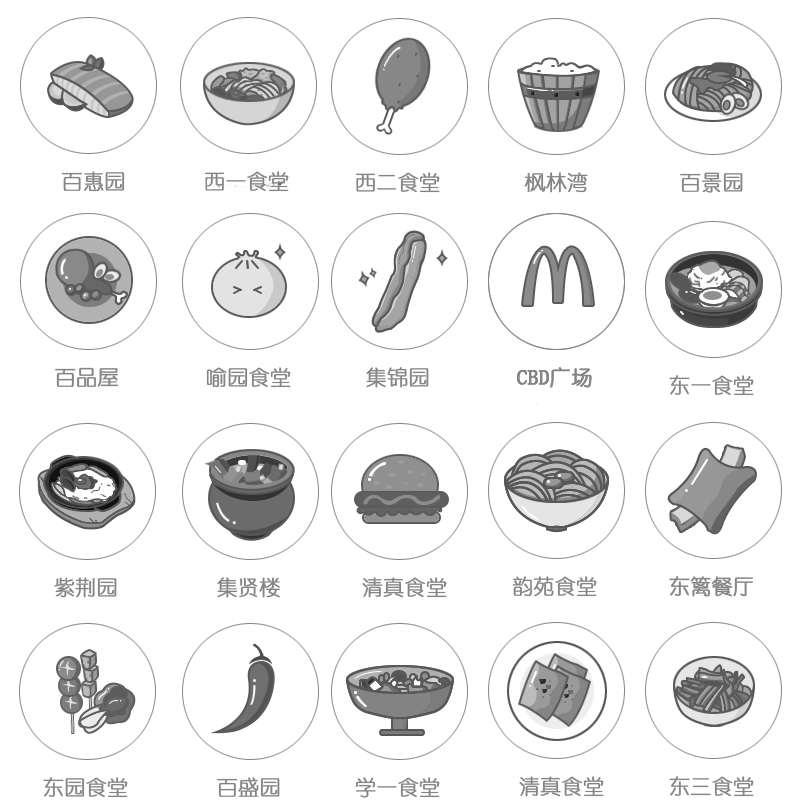 百惠园
西一食堂
西二食堂
枫林湾
百景园
百品屋
喻园食堂
集锦园
CBD广场
东一食堂
紫荆园
集贤楼
清真食堂
韵苑食堂
东篱餐厅
东园食堂
百盛园
学一食堂
清真食堂
东三食堂